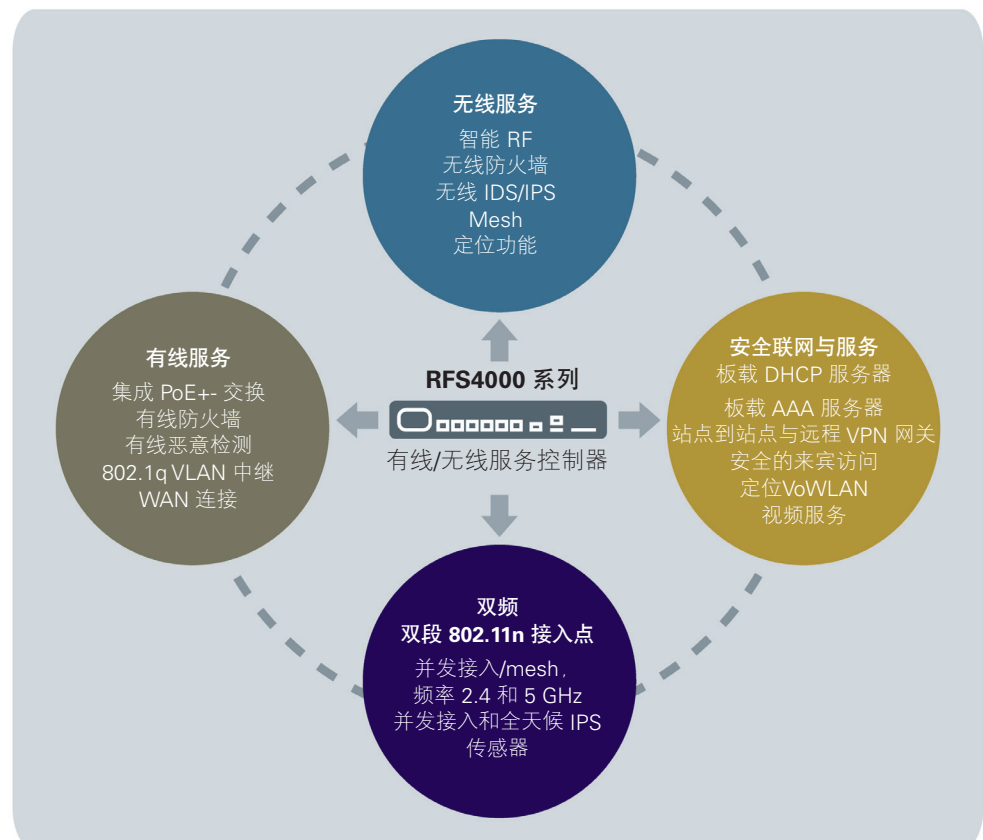 无线服务
智能 RF
无线防火墙
无线 IDS/IPS
Mesh
定位功能
有线服务
集成 PoE+- 交换
有线防火墙
有线恶意检测
802.1q VLAN 中继
WAN 连接
RFS4000 系列
有线/无线服务控制器
安全联网与服务
板载 DHCP 服务器
板载 AAA 服务器
站点到站点与远程 VPN 网关
安全的来宾访问
定位VoWLAN
视频服务
双频
双段 802.11n 接入点
并发接入/mesh，
频率 2.4 和 5 GHz
并发接入和全天候 IPS
传感器